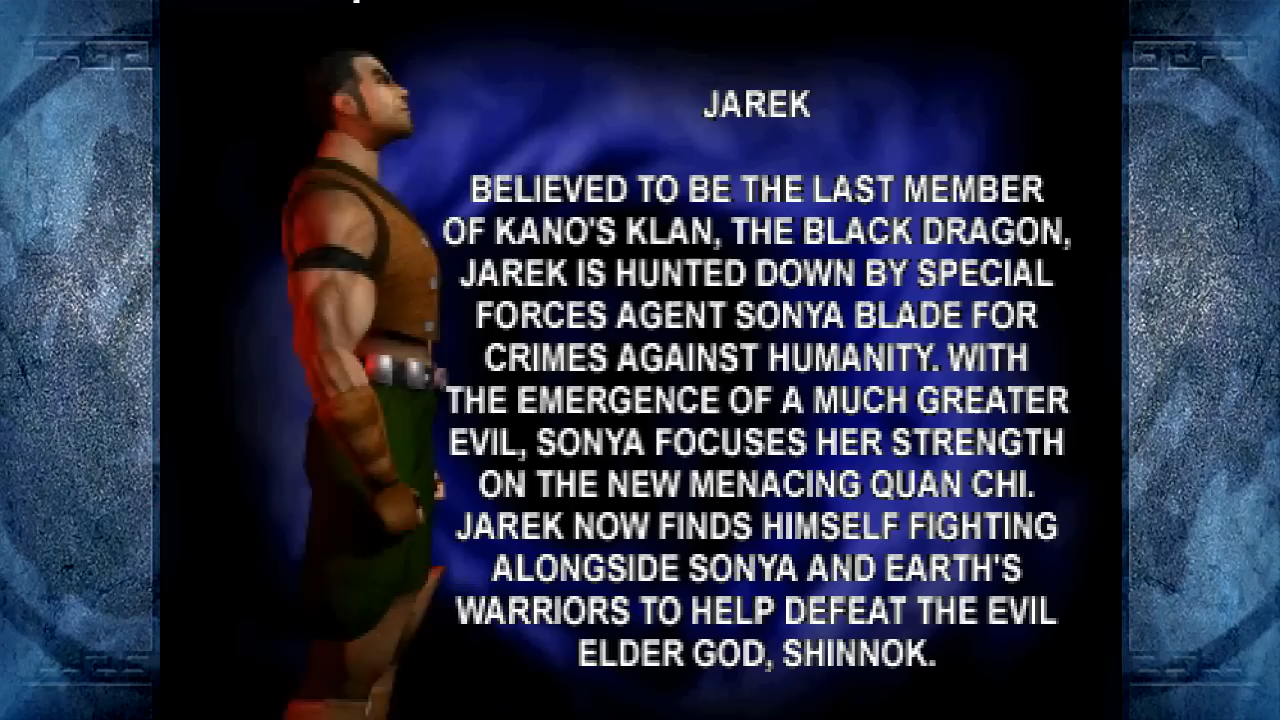 JAREK
BELIEVED TO BE THE LAST MEMBER
OF KANO'S KLAN, THE BLACK DRAGON,
JAREK IS HUNTED DOWN BY SPECIAL
FORCES AGENT SONYA BLADE FOR
CRIMES AGAINST HUMANITY. WITH
THE EMERGENCE OF A MUCH GREATER
EVIL, SONYA FOCUSES HER STRENGTH
ON THE NEW MENACING QUAN CHI.
JAREK NOW FINDS HIMSELF FIGHTING
ALONGSIDE SONYA AND EARTH'S
WARRIORS TO HELP DEFEAT THE EVIL
ELDER GOD, SHINNOK.